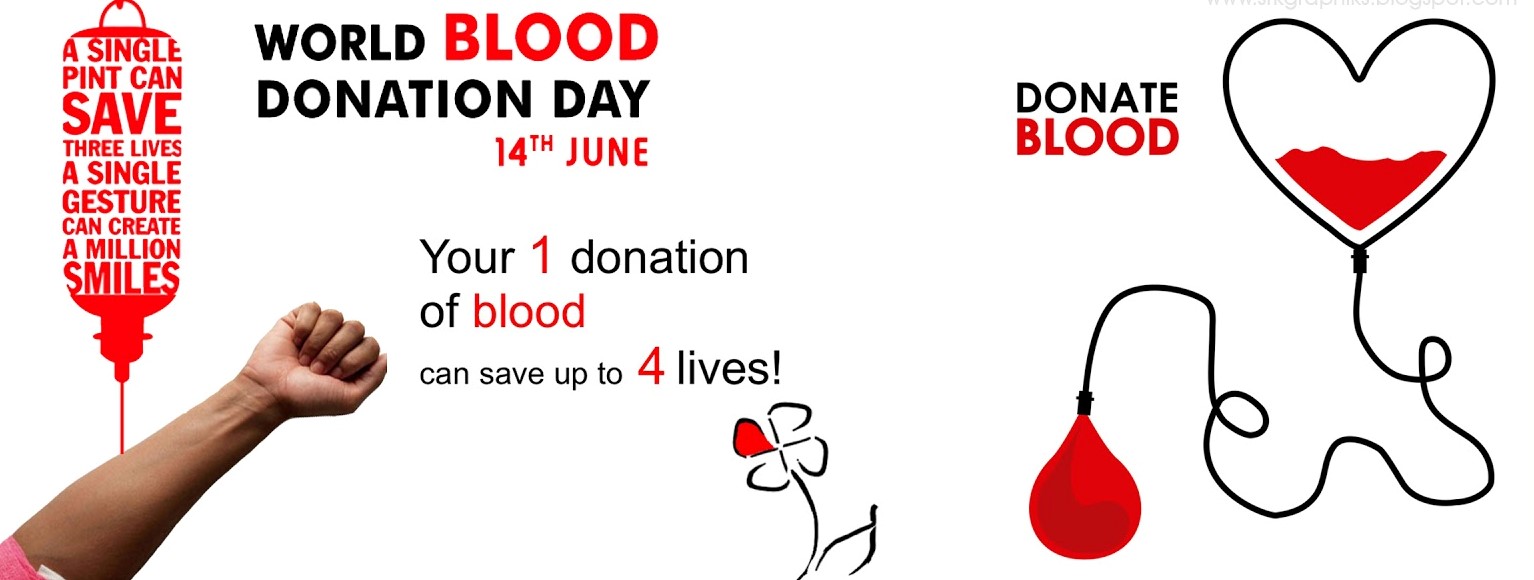 A SINGLE
PINT CAN
SAVE
THREE LIVES
A SINGLE
GESTURE
CAN CREATE
A MILLION
SMILES
WORLD BLOOD
DONATION DAY
14TH JUNE
Your 1 donation
of blood
can save up to 4 lives!
DONATE
BLOOD